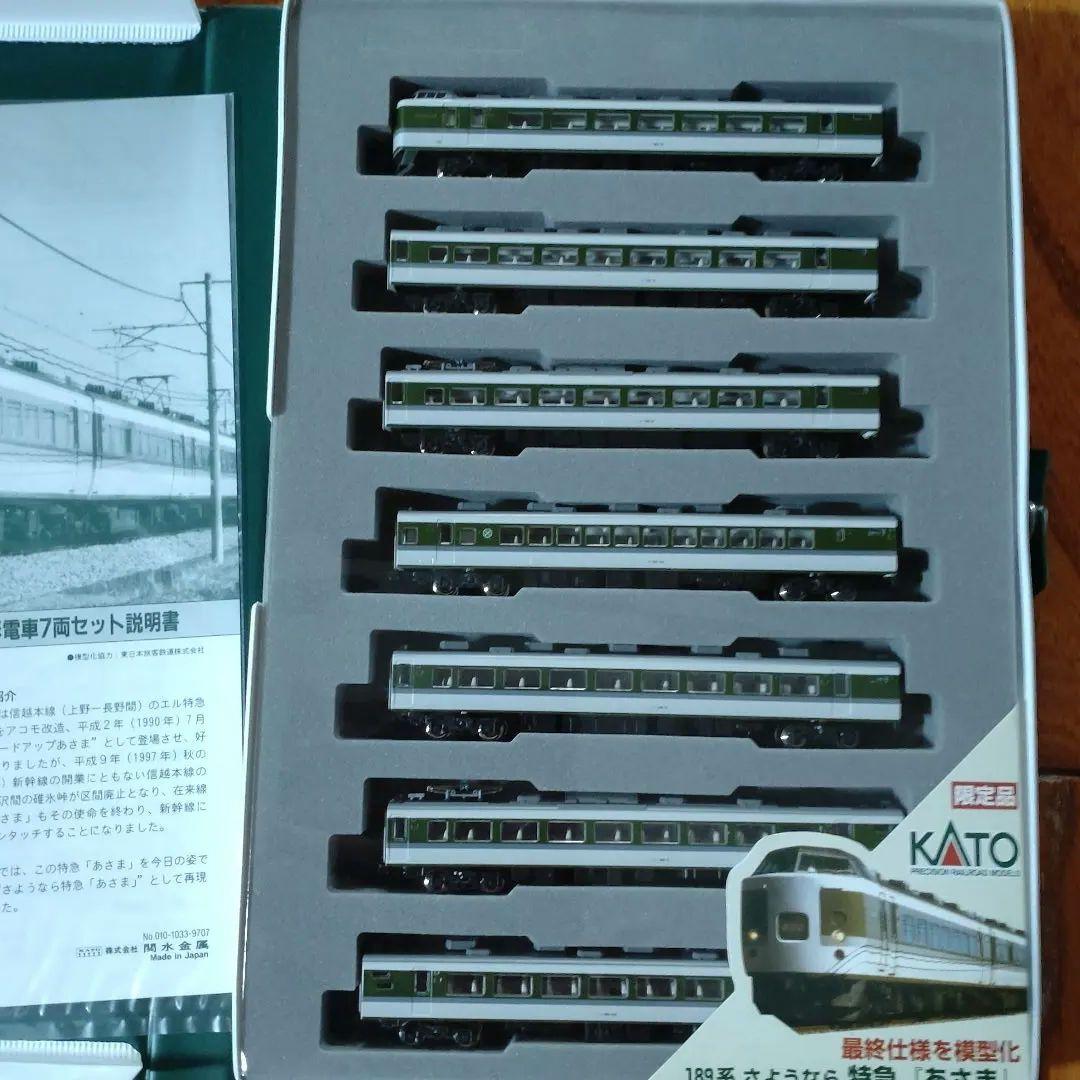 電車7両セット説明書
●模型化協力:東日本旅客鉄道株式会社
紹介
は信越本線(上野ー長野間)のエル特急
をアコモ改造、平成2年(1990年)7月
ードアップあさま"として登場させ、好
りましたが、平成9年(1997年)秋の
)新幹線の開業にともない信越本線の
沢間の碓氷峠が区間廃止となり、在来線
さま」もその使命を終わり、新幹線に
ンタッチすることになりました。
では、この特急「あさま」を今日の姿で
"さようなら特急「あさま」"として再現
た。
No.010-1033-9707
KATO 株式会社 関水金属
Made in Japan
限定品
KATO
PRECISION RAILROAD MODELS
最終仕様を模型化
189系 さようなら 特急『あさま』